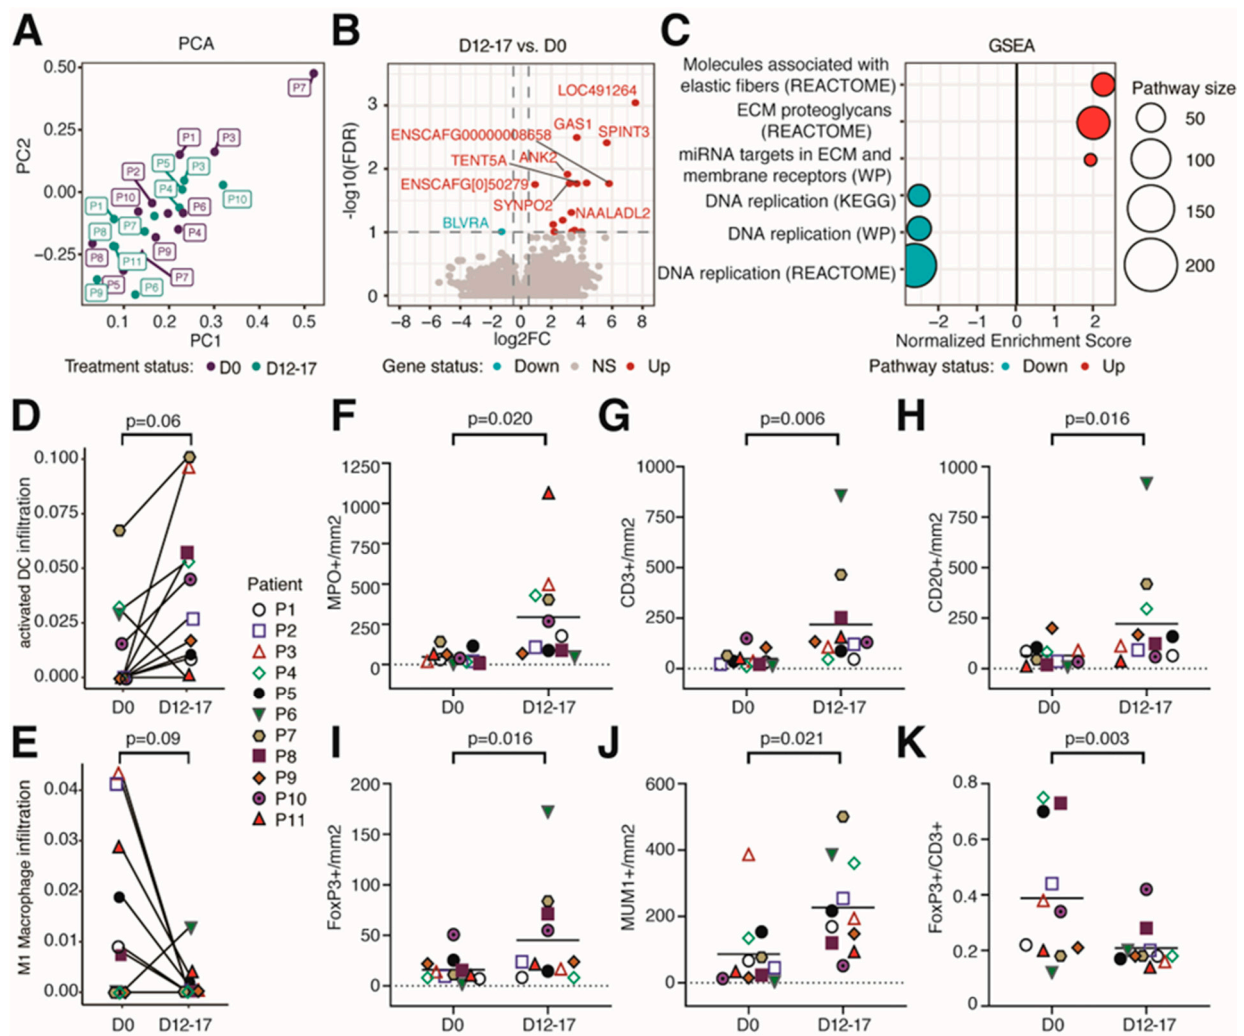 A
PCA
0.50
0.25
0.00
−0.25
PC2
P7
P1
P3
P5
P3
P2
P4
P10
P10
P1
P6
P7
P8
P4
P9
P8
P11
P7
P5
P6
P9
0.1
0.2
0.3
0.4
0.5
PC1
Treatment status:
D0
D12-17
B
D12-17 vs. D0
-log10(FDR)
3
2
1
0
LOC491264
GAS1
SPINT3
ENSCAFG00000008658
TENT5A
ANK2
ENSCAFG[0]50279
SYNPO2
NAALADL2
BLVRA
−8
−6
−4
−2
0
2
4
6
8
log2FC
Gene status:
Down
NS
Up
C
GSEA
Molecules associated with
elastic fibers (REACTOME)
ECM proteoglycans
(REACTOME)
miRNA targets in ECM and
membrane receptors (WP)
DNA replication (KEGG)
DNA replication (WP)
DNA replication (REACTOME)
−2
−1
0
1
2
Normalized Enrichment Score
Pathway size
50
100
150
200
Pathway status:
Down
Up
D
p=0.06
activated DC infiltration
0.100
0.075
0.050
0.025
0.000
D0
D12-17
Patient
P1
P2
P3
P4
P5
P6
P7
P8
P9
P10
P11
E
p=0.09
M1 Macrophage infiltration
0.04
0.03
0.02
0.01
0.00
D0
D12-17
F
p=0.020
MPO+/mm2
1250
1000
750
500
250
0
D0
D12-17
G
p=0.006
CD3+/mm2
1000
750
500
250
0
D0
D12-17
H
p=0.016
CD20+/mm2
1000
750
500
250
0
D0
D12-17
I
p=0.016
FoxP3+/mm2
200
150
100
50
0
D0
D12-17
J
p=0.021
MUM1+/mm2
600
400
200
0
D0
D12-17
K
p=0.003
FoxP3+/CD3+
0.8
0.6
0.4
0.2
0
D0
D12-17